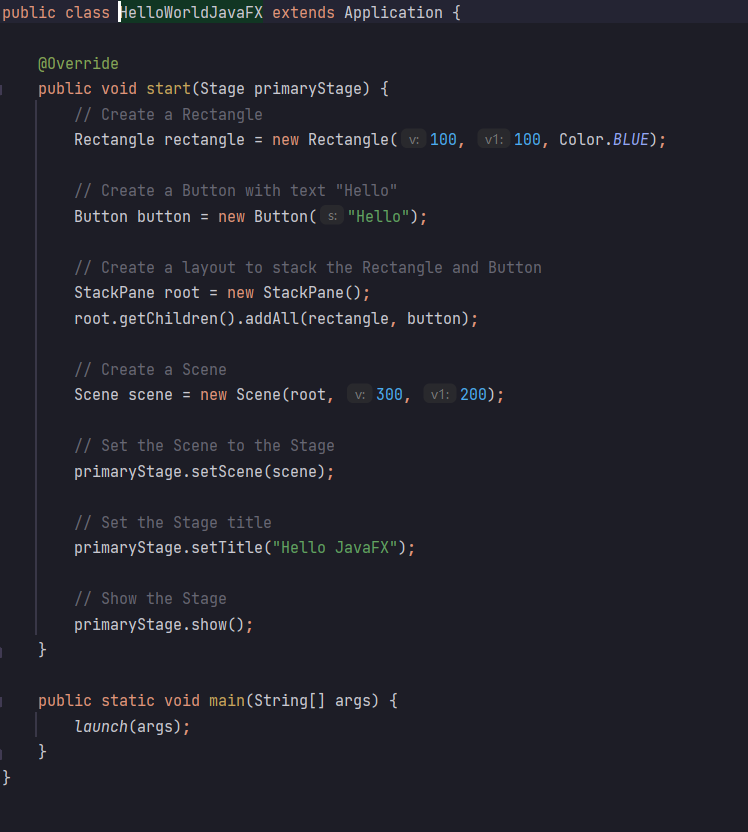 public class HelloWorldJavaFX extends Application {
@Override
public void start(Stage primaryStage) {
// Create a Rectangle
Rectangle rectangle = new Rectangle( v: 100, v1: 100, Color.BLUE);
// Create a Button with text "Hello"
Button button = new Button( s: "Hello");
// Create a layout to stack the Rectangle and Button
StackPane root = new StackPane();
root.getChildren().addAll(rectangle, button);
// Create a Scene
Scene scene = new Scene(root, v: 300, v1: 200);
// Set the Scene to the Stage
primaryStage.setScene(scene);
// Set the Stage title
primaryStage.setTitle("Hello JavaFX");
// Show the Stage
primaryStage.show();
}
public static void main(String[] args) {
launch(args);
}
}